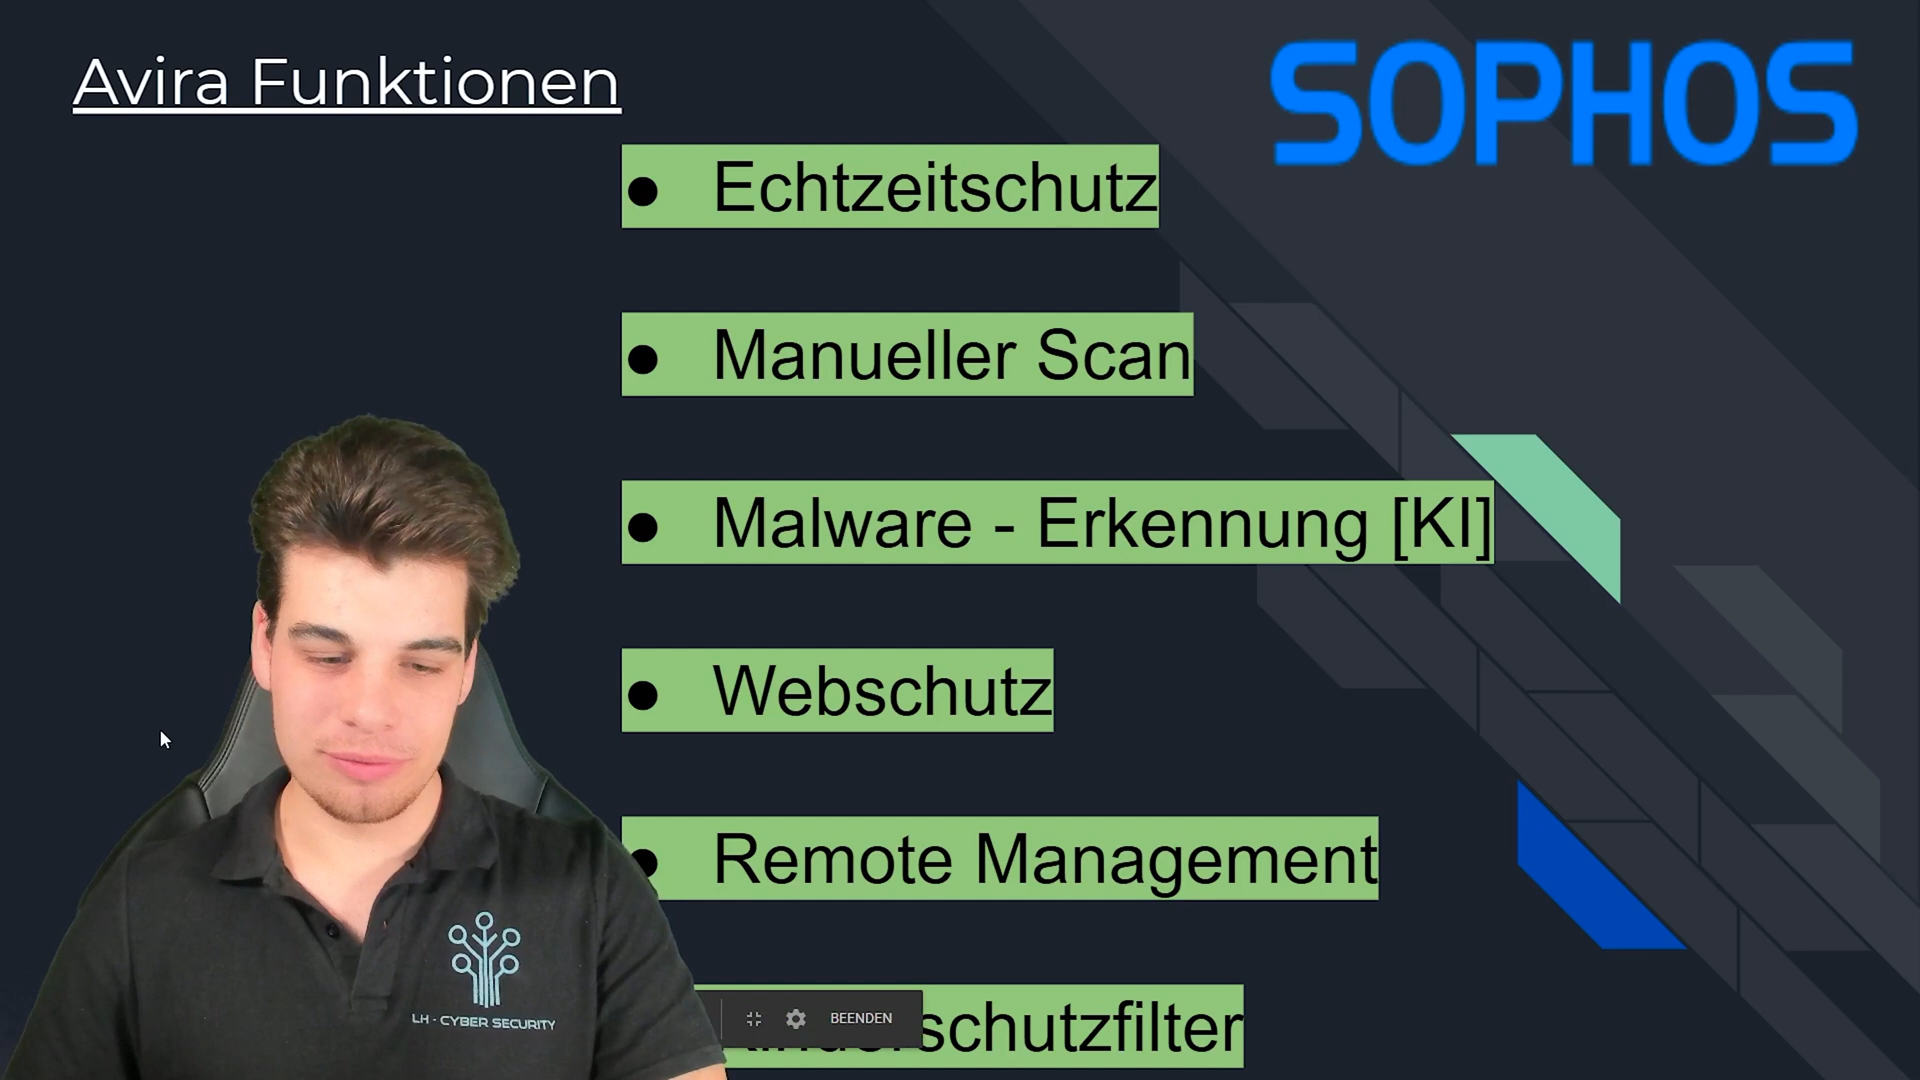 Avira Funktionen
SOPHOS
● Echtzeitschutz
● Manueller Scan
● Malware - Erkennung [KI]
● Webschutz
● Remote Management
schutzfilter
BEENDEN
LH - CYBER SECURITY